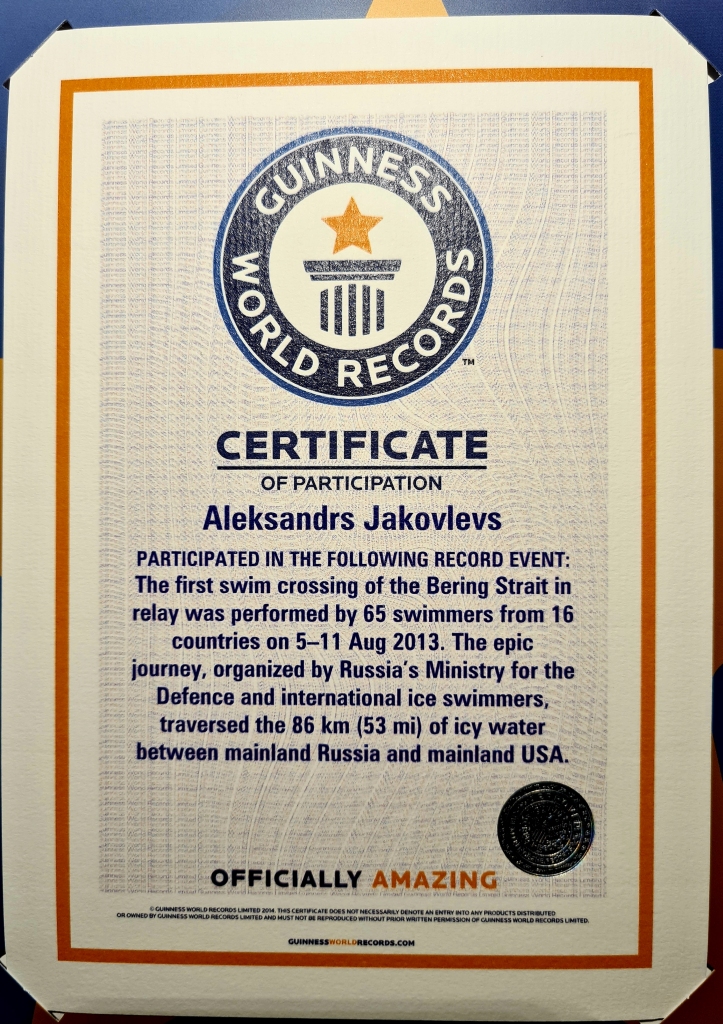 GUINNESS
WORLD RECORDS
TM
CERTIFICATE
OF PARTICIPATION
Aleksandrs Jakovlevs
PARTICIPATED IN THE FOLLOWING RECORD EVENT:
The first swim crossing of the Bering Strait in
relay was performed by 65 swimmers from 16
countries on 5–11 Aug 2013. The epic
journey, organized by Russia's Ministry for the
Defence and international ice swimmers,
traversed the 86 km (53 mi) of icy water
between mainland Russia and mainland USA.
OFFICIALLY AMAZING
© GUINNESS WORLD RECORDS LIMITED 2014. THIS CERTIFICATE DOES NOT NECESSARILY DENOTE AN ENTRY INTO ANY PRODUCTS DISTRIBUTED
OR OWNED BY GUINNESS WORLD RECORDS LIMITED AND MUST NOT BE REPRODUCED WITHOUT PRIOR WRITTEN PERMISSION OF GUINNESS WORLD RECORDS LIMITED.
GUINNESSWORLDRECORDS.COM